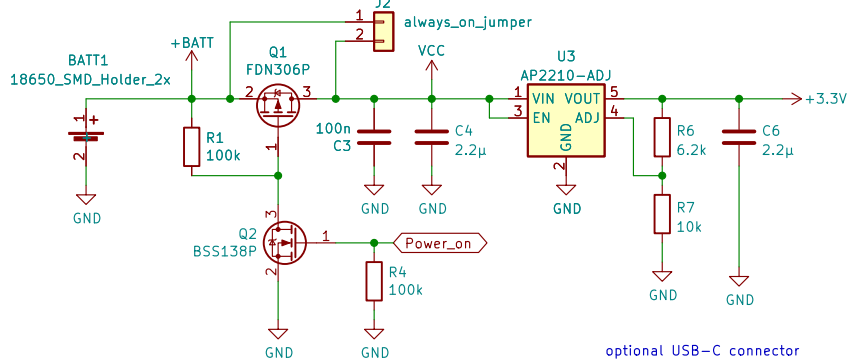 J2
always_on_jumper
1
2
+BATT
Q1
FDN306P
VCC
U3
AP2210-ADJ
BATT1
18650_SMD_Holder_2x
2
3
1
VIN
VOUT
5
+3.3V
3
EN
ADJ
4
GND
2
1
+
2
R1
100k
1
100n
C3
C4
2.2µ
R6
6.2k
C6
2.2µ
GND
GND
GND
GND
R7
10k
3
Q2
BSS138P
1
Power_on
2
R4
100k
GND
GND
GND
GND
optional USB-C connector